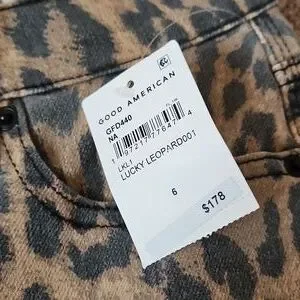 GOOD AMERICAN
GFD440
NA
LKL1
LUCKY LEOPARD001
6
$178